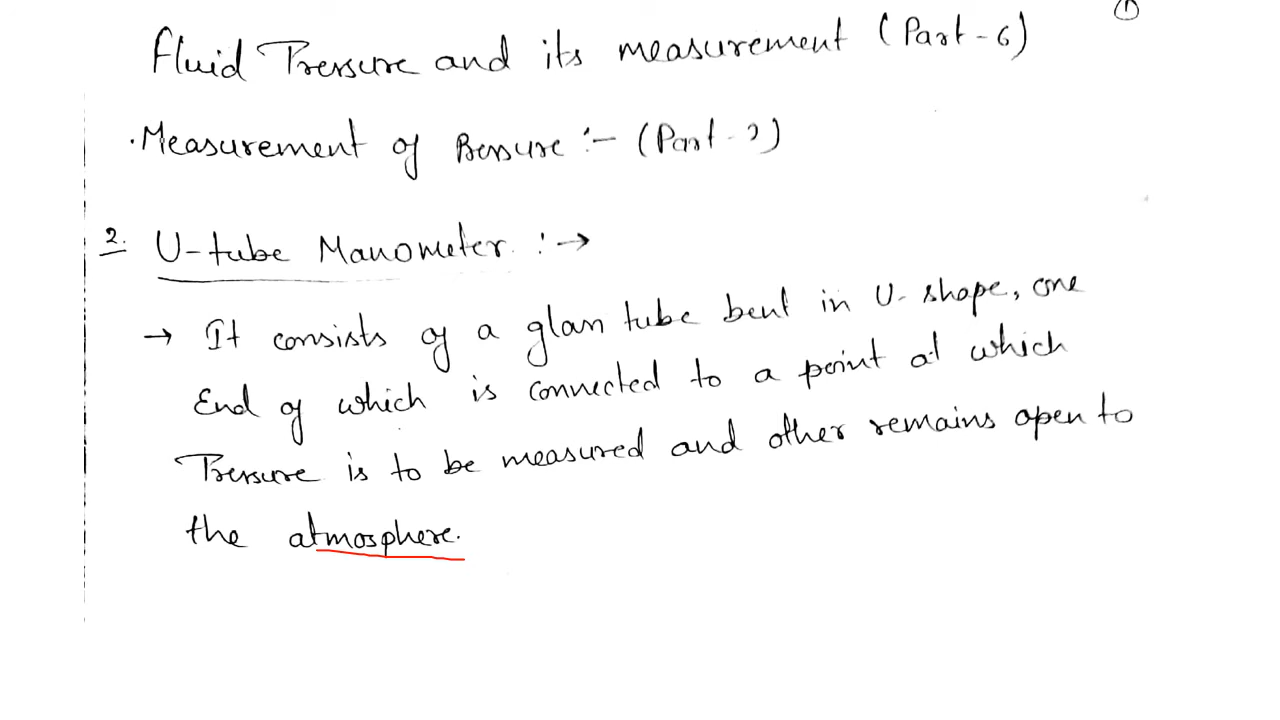 ①
Fluid Pressure and its measurement (Part-6)
·Measurement of Pressure :- (Part-2)
2. U-tube Manometer :→
→ It consists of a glass tube bent in U-shape, one
End of which is connected to a point at which
Pressure is to be measured and other remains open to
the atmosphere.